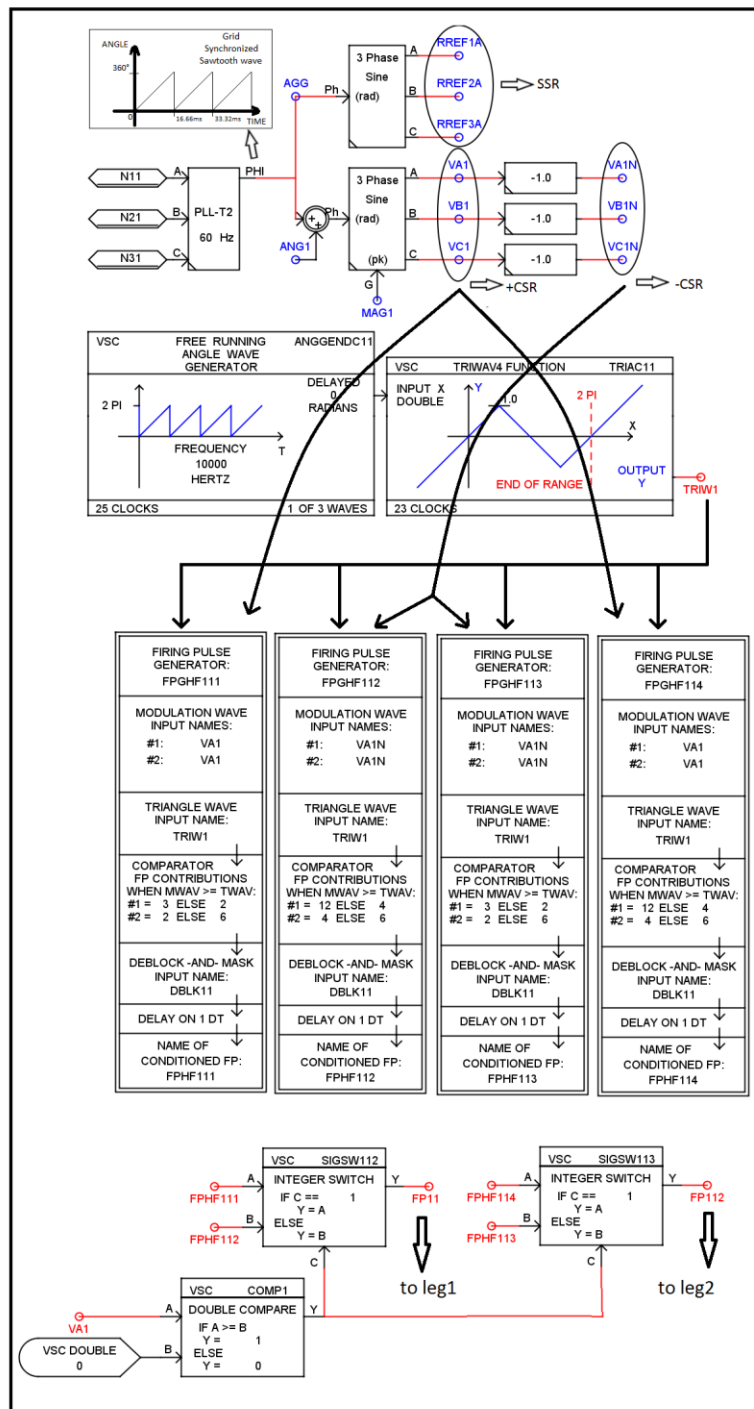 ANGLE
Grid
Synchronized
Sawtooth wave
360°
0
16.66ms
33.32ms
TIME
AGG
Ph
3 Phase
Sine
(rad)
A
B
C
RREF1A
RREF2A
RREF3A
SSR
N11
N21
N31
A
B
C
PLL-T2
60 Hz
PHI
+
+
ANG1
Ph
3 Phase
Sine
(rad)
(pk)
G
MAG1
A
B
C
VA1
VB1
VC1
-1.0
-1.0
-1.0
VA1N
VB1N
VC1N
+CSR
-CSR
VSC
FREE RUNNING
ANGLE WAVE
GENERATOR
ANGGENDC11
DELAYED
0
RADIANS
2 PI
T
FREQUENCY
10000
HERTZ
25 CLOCKS
1 OF 3 WAVES
VSC
TRIWAV4 FUNCTION
TRIAC11
INPUT X
DOUBLE
Y
1.0
2 PI
X
END OF RANGE
OUTPUT
Y
23 CLOCKS
TRIW1
FIRING PULSE
GENERATOR:
FPGHF111
MODULATION WAVE
INPUT NAMES:
#1: VA1
#2: VA1
TRIANGLE WAVE
INPUT NAME:
TRIW1
COMPARATOR
FP CONTRIBUTIONS
WHEN MWAV >= TWAV:
#1 = 3 ELSE 2
#2 = 2 ELSE 6
DEBLOCK -AND- MASK
INPUT NAME:
DBLK11
DELAY ON 1 DT
NAME OF
CONDITIONED FP:
FPHF111
FIRING PULSE
GENERATOR:
FPGHF112
MODULATION WAVE
INPUT NAMES:
#1: VA1N
#2: VA1N
TRIANGLE WAVE
INPUT NAME:
TRIW1
COMPARATOR
FP CONTRIBUTIONS
WHEN MWAV >= TWAV:
#1 = 12 ELSE 4
#2 = 4 ELSE 6
DEBLOCK -AND- MASK
INPUT NAME:
DBLK11
DELAY ON 1 DT
NAME OF
CONDITIONED FP:
FPHF112
FIRING PULSE
GENERATOR:
FPGHF113
MODULATION WAVE
INPUT NAMES:
#1: VA1N
#2: VA1N
TRIANGLE WAVE
INPUT NAME:
TRIW1
COMPARATOR
FP CONTRIBUTIONS
WHEN MWAV >= TWAV:
#1 = 3 ELSE 2
#2 = 2 ELSE 6
DEBLOCK -AND- MASK
INPUT NAME:
DBLK11
DELAY ON 1 DT
NAME OF
CONDITIONED FP:
FPHF113
FIRING PULSE
GENERATOR:
FPGHF114
MODULATION WAVE
INPUT NAMES:
#1: VA1
#2: VA1
TRIANGLE WAVE
INPUT NAME:
TRIW1
COMPARATOR
FP CONTRIBUTIONS
WHEN MWAV >= TWAV:
#1 = 12 ELSE 4
#2 = 4 ELSE 6
DEBLOCK -AND- MASK
INPUT NAME:
DBLK11
DELAY ON 1 DT
NAME OF
CONDITIONED FP:
FPHF114
VSC SIGSW112
FPHF111
A
INTEGER SWITCH
IF C == 1
Y = A
ELSE
Y = B
FPHF112
B
C
Y
FP11
to leg1
VSC SIGSW113
FPHF114
A
INTEGER SWITCH
IF C == 1
Y = A
ELSE
Y = B
FPHF113
B
C
Y
FP112
to leg2
VSC COMP1
VA1
A
DOUBLE COMPARE
IF A >= B
Y = 1
ELSE
Y = 0
VSC DOUBLE
0
B
Y